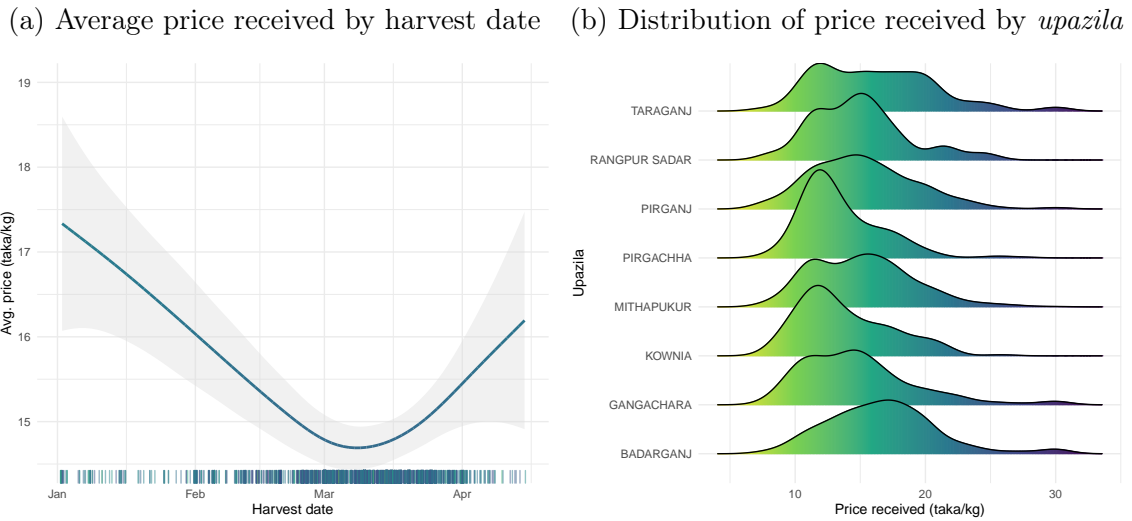 (a) Average price received by harvest date
19
18
17
16
15
Avg. price (taka/kg)
Jan Feb Mar Apr
Harvest date
(b) Distribution of price received by upazila
TARAGANJ
RANGPUR SADAR
PIRGANJ
PIRGACHHA
MITHAPUKUR
KOWNIA
GANGACHARA
BADARGANJ
Upazila
10 20 30
Price received (taka/kg)